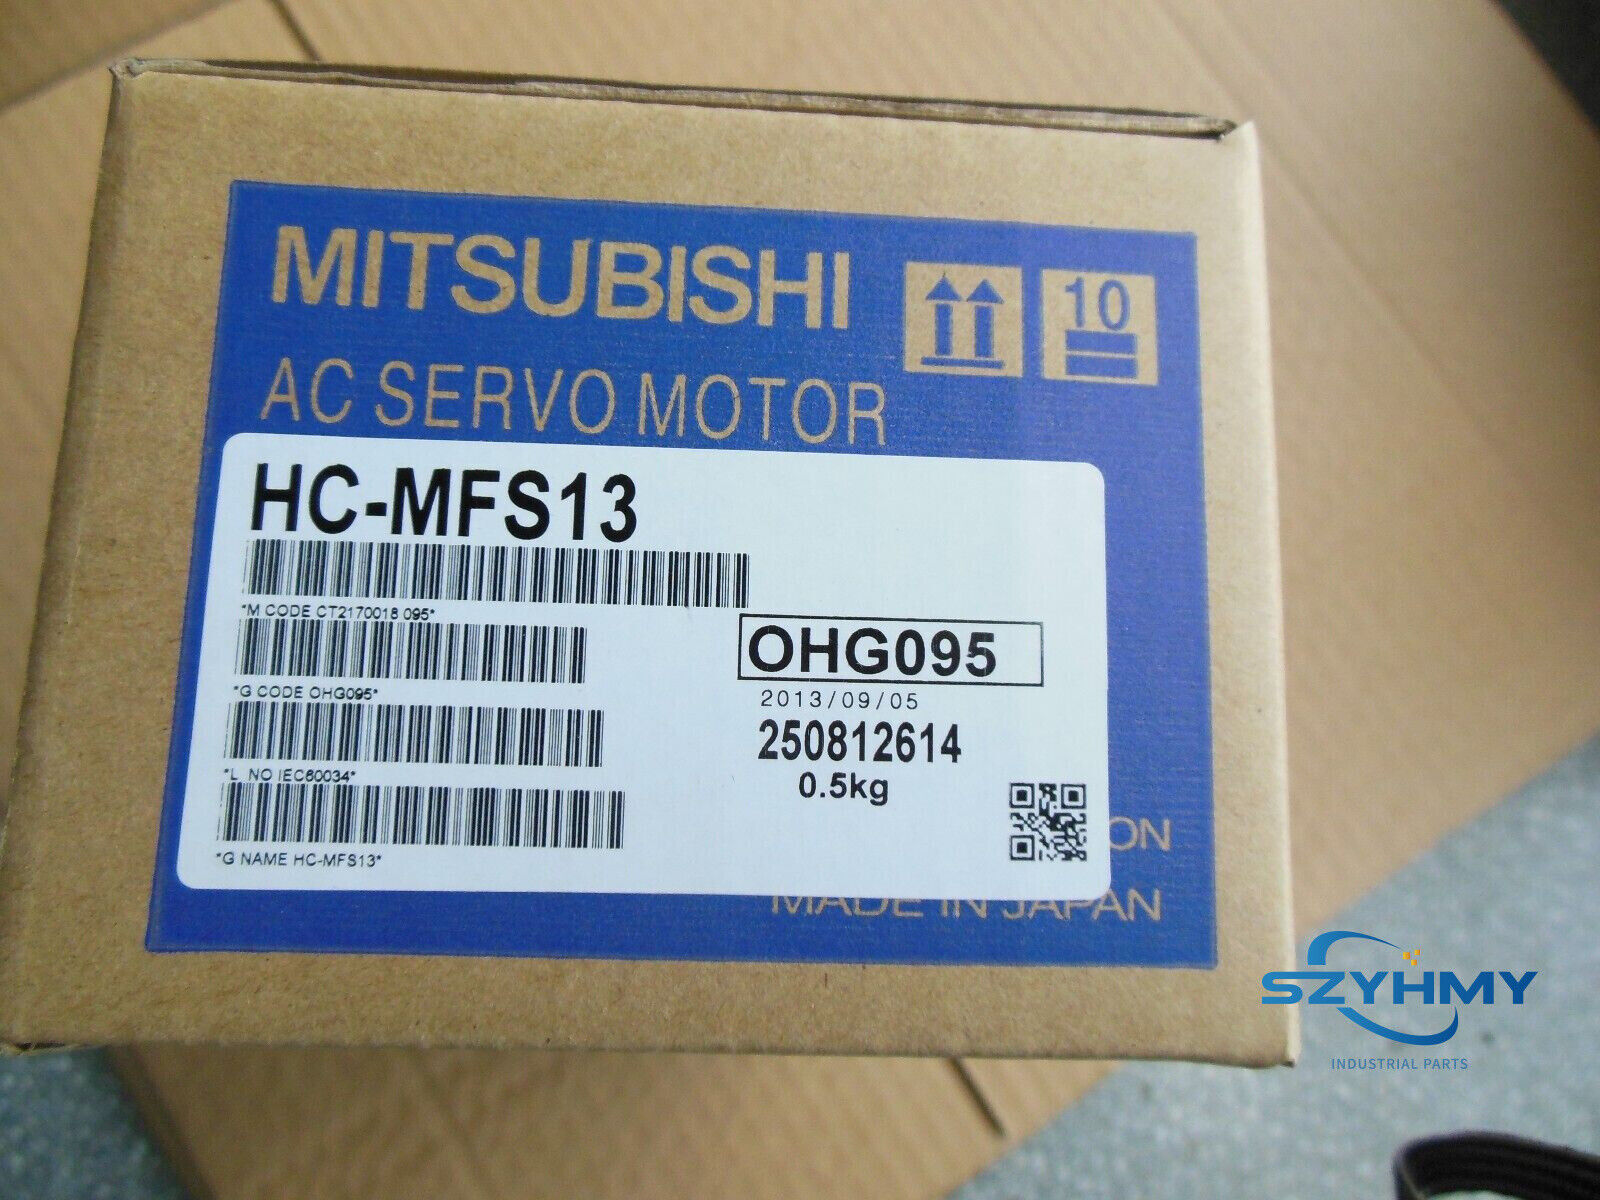 MITSUBISHI
10
AC SERVO MOTOR
HC-MFS13
*M CODE CT2170018 095*
OHG095
*G CODE OHG095*
2013/09/05
250812614
*L NO IEC60034*
0.5kg
*G NAME HC-MFS13*
ON
MADE IN JAPAN
SZYHMY
INDUSTRIAL PARTS